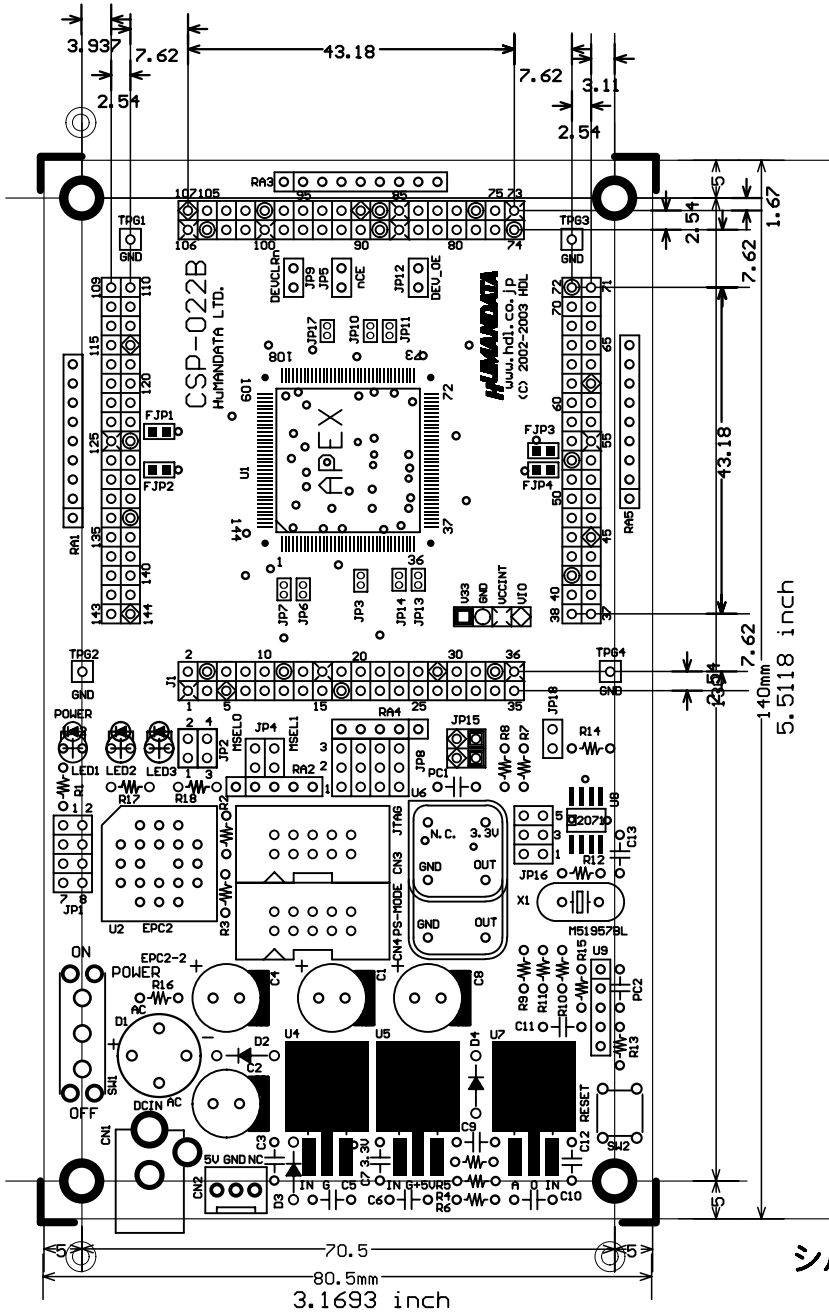 3.937
7.62
43.18
7.62
3.11
2.54
2.54
5
1.67
2.54
7.62
RA3
107 105 95 85 75 73
106 100 90 80 74
TPG1
GND
TPG3
GND
CSP-022B
HuMANDATA LTD.
DEVCLRn
JP9
JP5
nCE
JP12
DEV_OE
HUMANDATA
www.hdl.co.jp
(C) 2002-2003 HDL
109 110
72 71
70
JP17
JP10
JP11
115
65
108
73
120
109
72
60
FJP1
125
FJP3
55
APEX
U1
FJP2
FJP4
50
43.18
RA1
135
144
37
45
RA5
1
36
140
40
143 144
38 37
JP7
JP6
JP3
JP14
JP13
V33
GND
VCCINT
VIO
TPG2
GND
2 10 20 30 36
J1
1 5 15 25 35
TPG4
GND
7.62
2.54
140mm
5.5118 inch
POWER
LED1
LED2
LED3
2 4
JP2
1 3
MSEL0
JP4
MSEL1
RA4
3
2
1
JP8
JP15
R8
R7
JP18
R14
R1
R17
R18
R2
RA2
U6
PC1
U8
2071
1 2
7 8
JP1
JTAG
CN3
N.C. 3.3V
GND OUT
5
3
1
JP16
R12
C13
U2
EPC2
R3
PS-MODE
CN4
GND OUT
X1
M51957BL
ON
POWER
EPC2-2
R16
C4
C1
C8
R9
R11
R10
R15
U9
PC2
D1
AC
AC
SW1
OFF
D2
C2
U4
U5
D4
U7
C11
R13
DCIN
CN1
RESET
SW2
5V GND NC
CN2
C3
D3
IN G C5
C7
3.3V
IN G+5V
C6
C9
R5
R4
R6
A O IN
C10
C12
5
5
70.5
5
80.5mm
3.1693 inch
シル